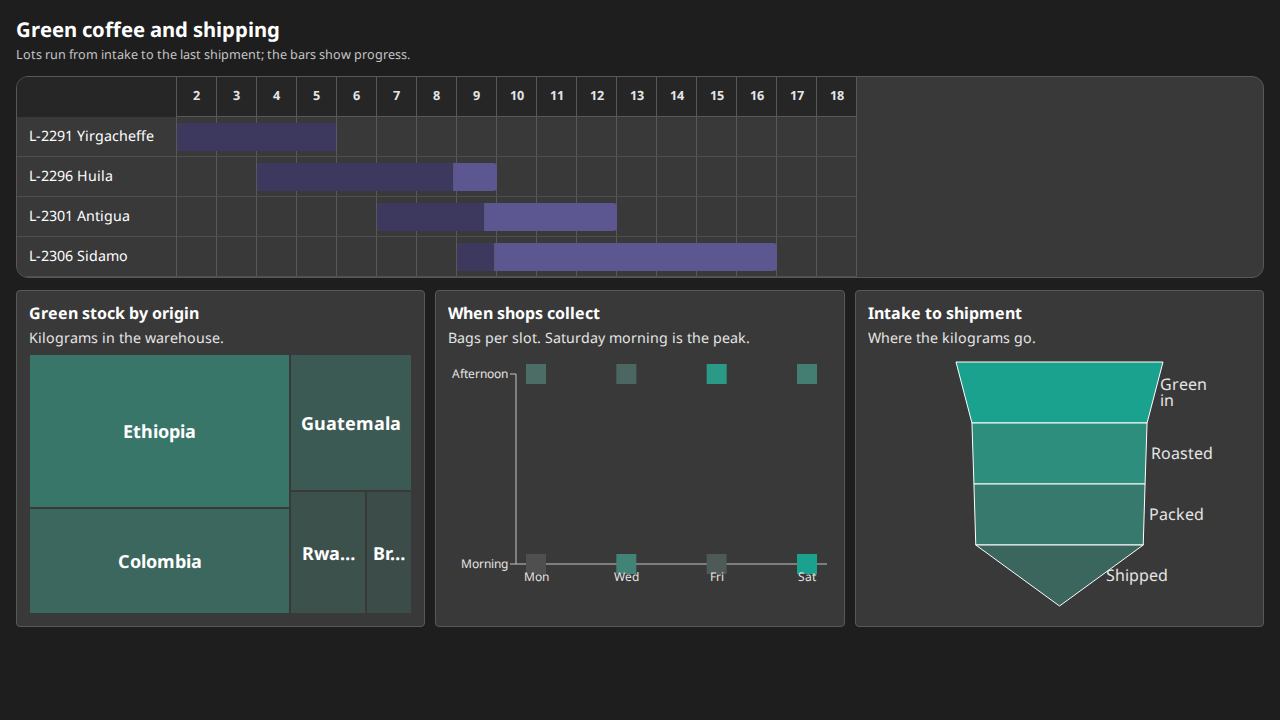 Green coffee and shipping
Lots run from intake to the last shipment; the bars show progress.
2 3 4 5 6 7 8 9 10 11 12 13 14 15 16 17 18
L-2291 Yirgacheffe
L-2296 Huila
L-2301 Antigua
L-2306 Sidamo
Green stock by origin
Kilograms in the warehouse.
Ethiopia
Guatemala
Colombia
Rwa...
Br...
When shops collect
Bags per slot. Saturday morning is the peak.
Afternoon
Morning
Mon Wed Fri Sat
Intake to shipment
Where the kilograms go.
Green
in
Roasted
Packed
Shipped